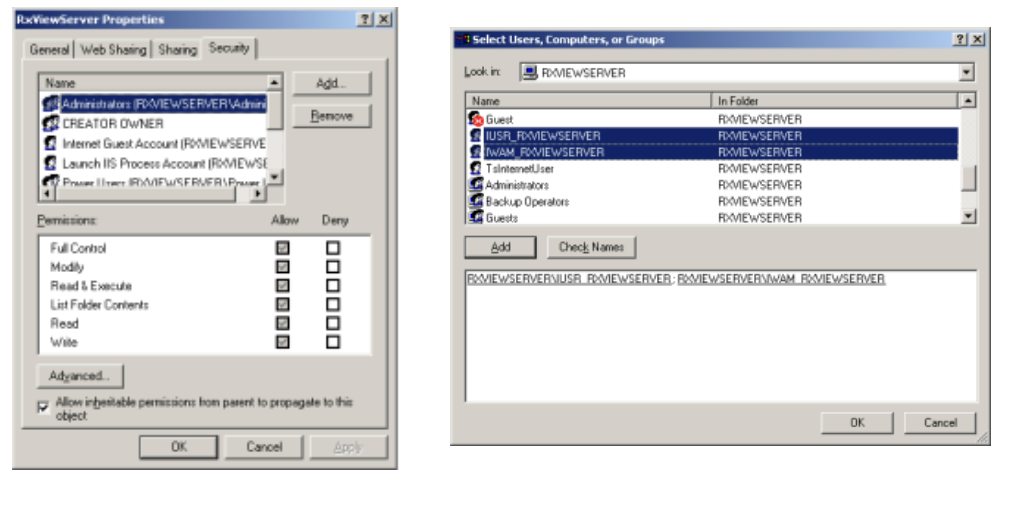 RxViewServer Properties
General
Web Sharing
Sharing
Security
Name
Add...
Administrators (RXVIEWSERVER\Admini
CREATOR OWNER
Remove
Internet Guest Account (RXVIEWSERVE
Launch IIS Process Account (RXVIEWSE
Power Users (RXVIEWSERVER\Power
Permissions:
Allow
Deny
Full Control
Modify
Read & Execute
List Folder Contents
Read
Write
Advanced...
Allow inheritable permissions from parent to propagate to this
object
OK
Cancel
Apply
Select Users, Computers, or Groups
Look in:
RXVIEWSERVER
Name
In Folder
Guest
RXVIEWSERVER
IUSR_RXVIEWSERVER
RXVIEWSERVER
IWAM_RXVIEWSERVER
RXVIEWSERVER
TsInternetUser
RXVIEWSERVER
Administrators
RXVIEWSERVER
Backup Operators
RXVIEWSERVER
Guests
RXVIEWSERVER
Add
Check Names
RXVIEWSERVER\IUSR_RXVIEWSERVER; RXVIEWSERVER\IWAM_RXVIEWSERVER
OK
Cancel